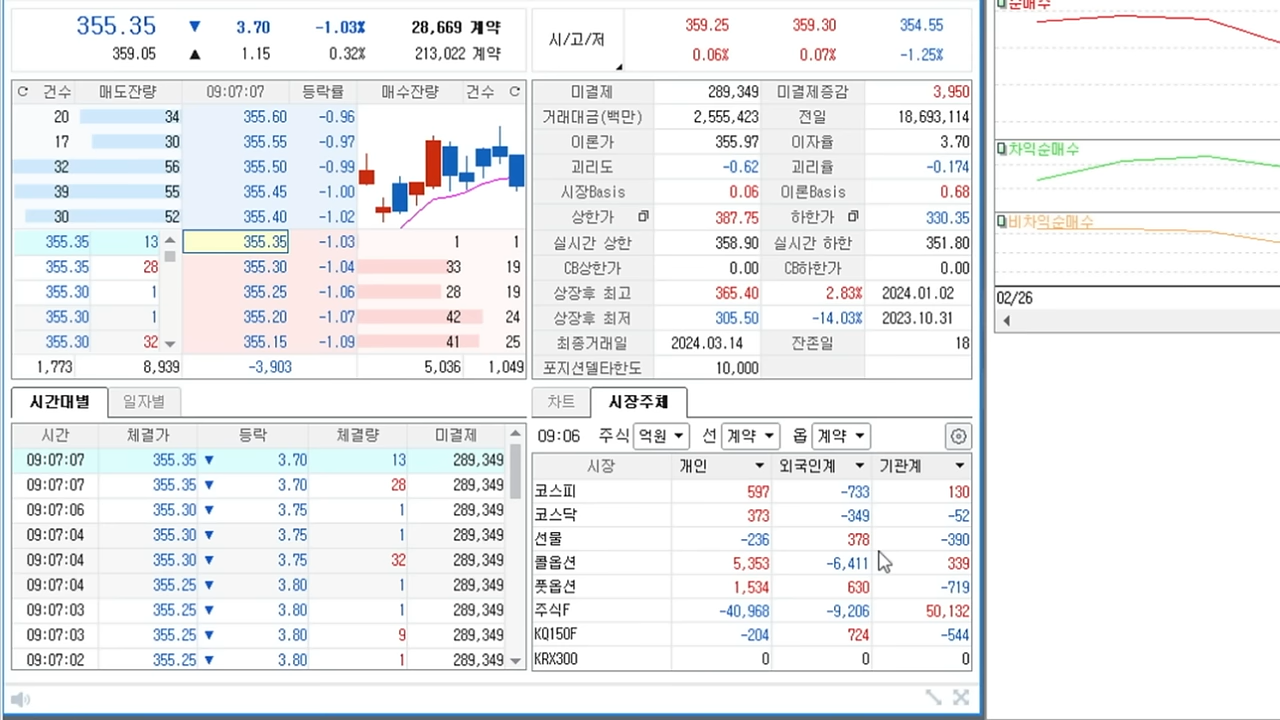 355.35 ▼ 3.70 -1.03% 28,669 계약
359.05 ▲ 1.15 0.32% 213,022 계약
시/고/저 359.25 359.30 354.55
0.06% 0.07% -1.25%
건수 매도잔량 09:07:07 등락률 매수잔량 건수
20 34 355.60 -0.96
17 30 355.55 -0.97
32 56 355.50 -0.99
39 55 355.45 -1.00
30 52 355.40 -1.02
355.35 13 355.35 -1.03 1 1
355.35 28 355.30 -1.04 33 19
355.30 1 355.25 -1.06 28 19
355.30 1 355.20 -1.07 42 24
355.30 32 355.15 -1.09 41 25
1,773 8,939 -3,903 5,036 1,049
미결제 289,349 미결제증감 3,950
거래대금(백만) 2,555,423 전일 18,693,114
이론가 355.97 이자율 3.70
괴리도 -0.62 괴리율 -0.174
시장Basis 0.06 이론Basis 0.68
상한가 387.75 하한가 330.35
실시간 상한 358.90 실시간 하한 351.80
CB상한가 0.00 CB하한가 0.00
상장후 최고 365.40 2.83% 2024.01.02
상장후 최저 305.50 -14.03% 2023.10.31
최종거래일 2024.03.14 잔존일 18
포지션델타한도 10,000
시간대별 일자별
시간 체결가 등락 체결량 미결제
09:07:07 355.35 ▼ 3.70 13 289,349
09:07:07 355.35 ▼ 3.70 28 289,349
09:07:06 355.30 ▼ 3.75 1 289,349
09:07:04 355.30 ▼ 3.75 1 289,349
09:07:04 355.30 ▼ 3.75 32 289,349
09:07:04 355.25 ▼ 3.80 1 289,349
09:07:03 355.25 ▼ 3.80 1 289,349
09:07:03 355.25 ▼ 3.80 9 289,349
09:07:02 355.25 ▼ 3.80 1 289,349
차트 시장주체
09:06 주식 억원 선 계약 옵 계약
시장 개인 외국인계 기관계
코스피 597 -733 130
코스닥 373 -349 -52
선물 -236 378 -390
콜옵션 5,353 -6,411 339
풋옵션 1,534 630 -719
주식F -40,968 -9,206 50,132
KQ150F -204 724 -544
KRX300 0 0 0
순매수
차익순매수
비차익순매수
02/26